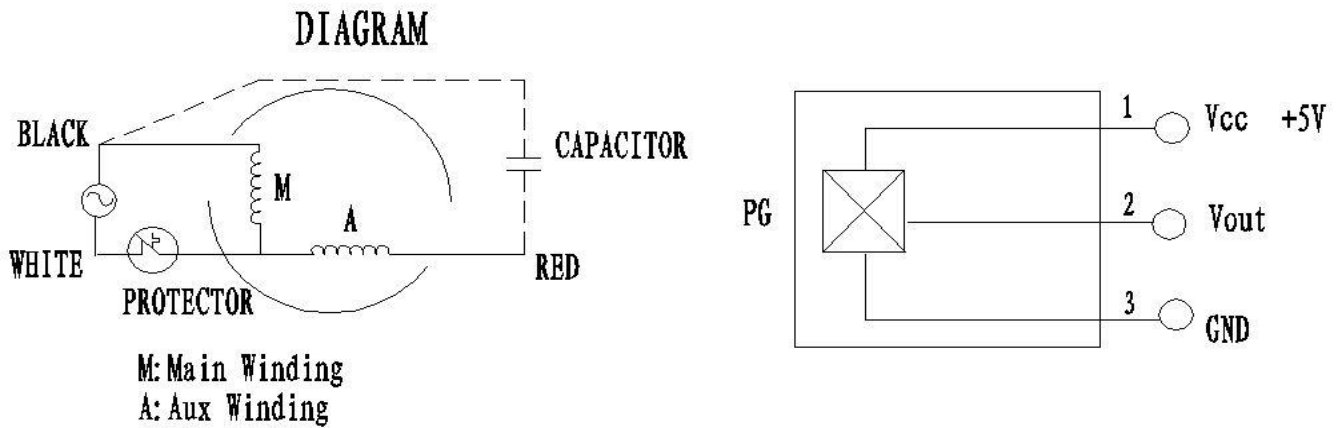 DIAGRAM
BLACK
CAPACITOR
M
A
WHITE
RED
PROTECTOR
M:Main Winding
A:Aux Winding
PG
1
Vcc +5V
2
Vout
3
GND